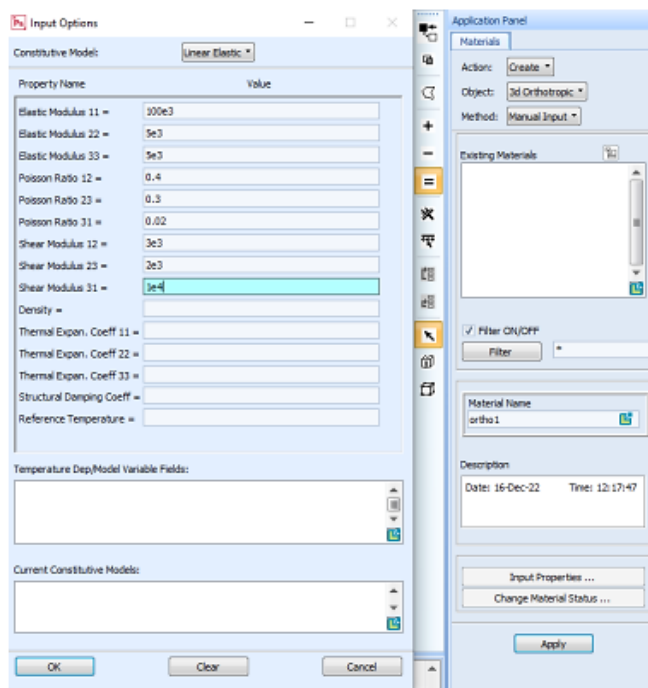 Input Options
Constitutive Model: Linear Elastic
Property Name Value
Elastic Modulus 11 = 100e3
Elastic Modulus 22 = 5e3
Elastic Modulus 33 = 5e3
Poisson Ratio 12 = 0.4
Poisson Ratio 23 = 0.3
Poisson Ratio 31 = 0.02
Shear Modulus 12 = 3e3
Shear Modulus 23 = 2e3
Shear Modulus 31 = 1e4
Density =
Thermal Expan. Coeff 11 =
Thermal Expan. Coeff 22 =
Thermal Expan. Coeff 33 =
Structural Damping Coeff =
Reference Temperature =
Temperature Dep/Model Variable Fields:
Current Constitutive Models:
OK Clear Cancel
Application Panel
Materials
Action: Create
Object: 3d Orthotropic
Method: Manual Input
Existing Materials
Filter ON/OFF
Filter *
Material Name
ortho1
Description
Date: 16-Dec-22 Time: 12:17:47
Input Properties ...
Change Material Status ...
Apply